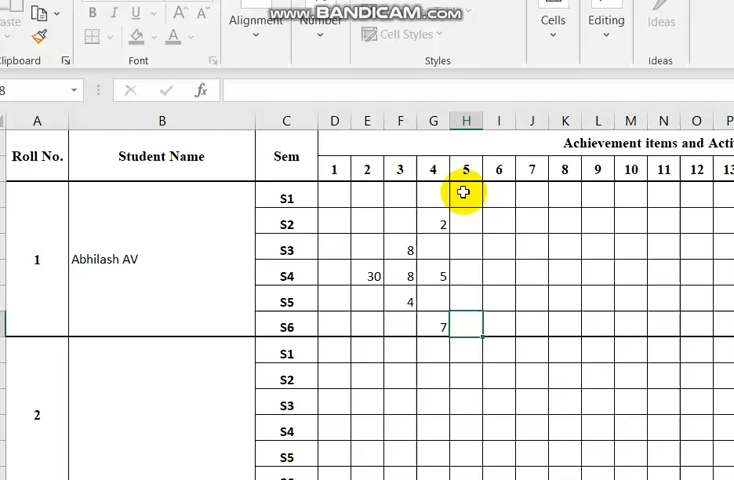 www.BANDICAM.com
Paste
B I U A A
Alignment
Number
Cell Styles
Cells
Editing
Ideas
Clipboard
Font
Styles
Ideas
8
fx
A B C D E F G H I J K L M N O P
Roll No. Student Name Sem Achievement items and Acti
1 2 3 4 5 6 7 8 9 10 11 12 13
S1
S2 2
S3 8
1 Abhilash AV
S4 30 8 5
S5 4
S6 7
S1
S2
S3
2
S4
S5